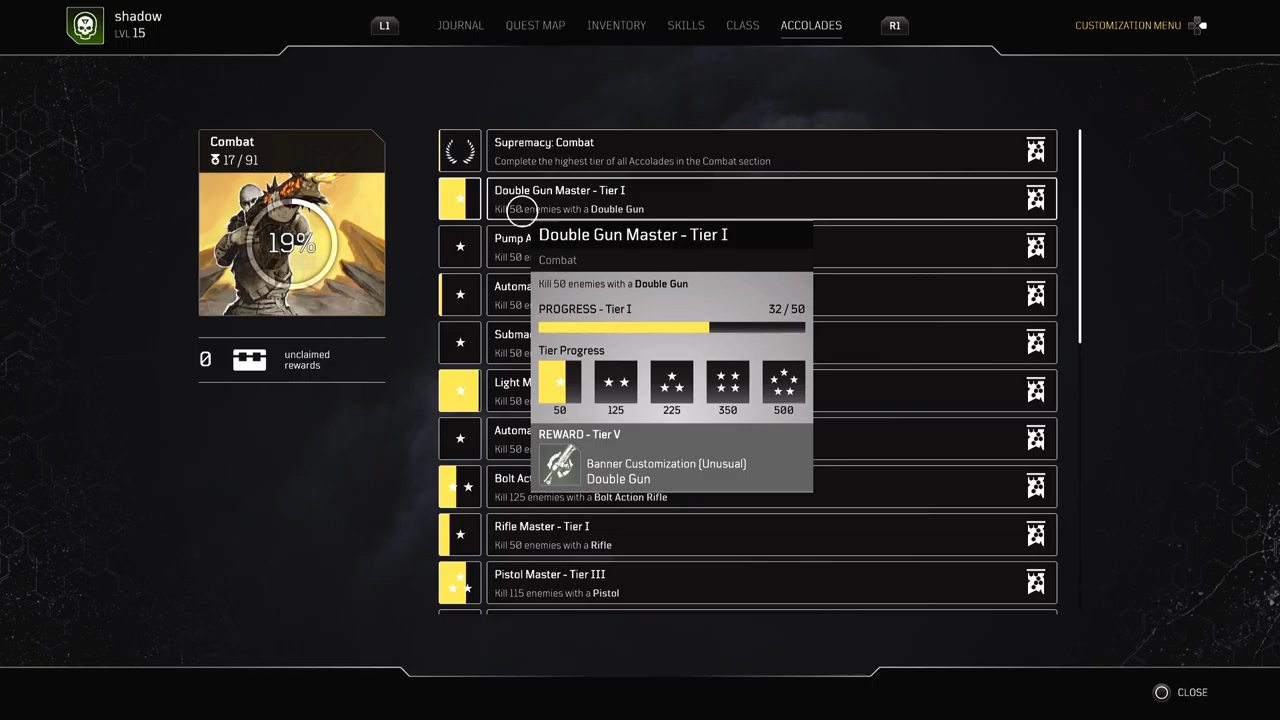 shadow
LVL 15
L1
JOURNAL
QUEST MAP
INVENTORY
SKILLS
CLASS
ACCOLADES
R1
CUSTOMIZATION MENU
Combat
17 / 91
19%
0
unclaimed
rewards
Supremacy: Combat
Complete the highest tier of all Accolades in the Combat section
Double Gun Master - Tier I
Kill 50 enemies with a Double Gun
Pump A
Kill 50 e
Automa
Kill 50 e
Subma
Kill 50 e
Light M
Kill 50 e
Automa
Kill 50 e
Bolt Act
Kill 125 enemies with a Bolt Action Rifle
Rifle Master - Tier I
Kill 50 enemies with a Rifle
Pistol Master - Tier III
Kill 115 enemies with a Pistol
Double Gun Master - Tier I
Combat
Kill 50 enemies with a Double Gun
PROGRESS - Tier I 32 / 50
Tier Progress
50 125 225 350 500
REWARD - Tier V
Banner Customization (Unusual)
Double Gun
CLOSE